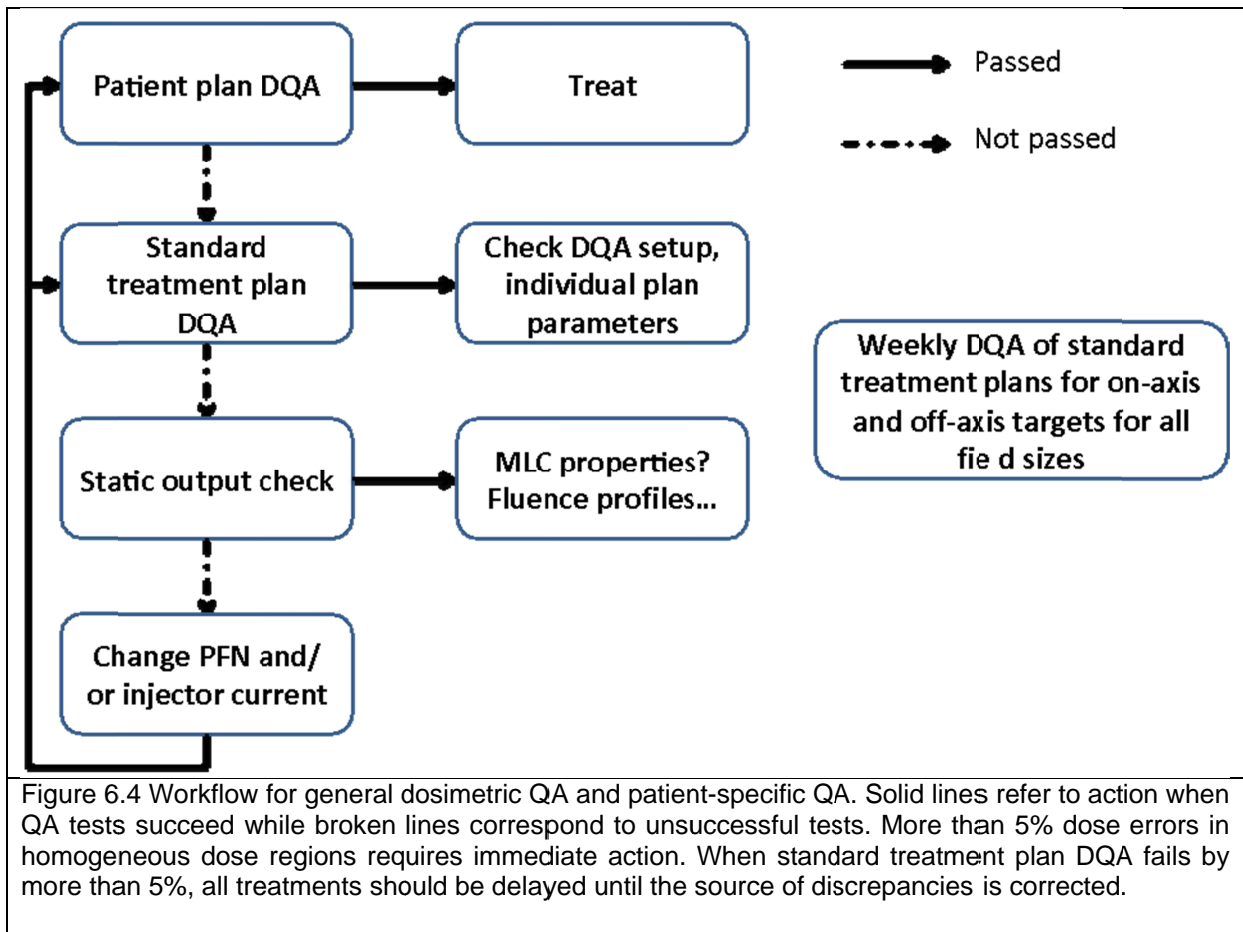 Patient plan DQA
Treat
Passed
Not passed
Standard
treatment plan
DQA
Check DQA setup,
individual plan
parameters
Weekly DQA of standard
treatment plans for on-axis
and off-axis targets for all
fie d sizes
Static output check
MLC properties?
Fluence profiles...
Change PFN and/
or injector current
Figure 6.4 Workflow for general dosimetric QA and patient-specific QA. Solid lines refer to action when
QA tests succeed while broken lines correspond to unsuccessful tests. More than 5% dose errors in
homogeneous dose regions requires immediate action. When standard treatment plan DQA fails by
more than 5%, all treatments should be delayed until the source of discrepancies is corrected.